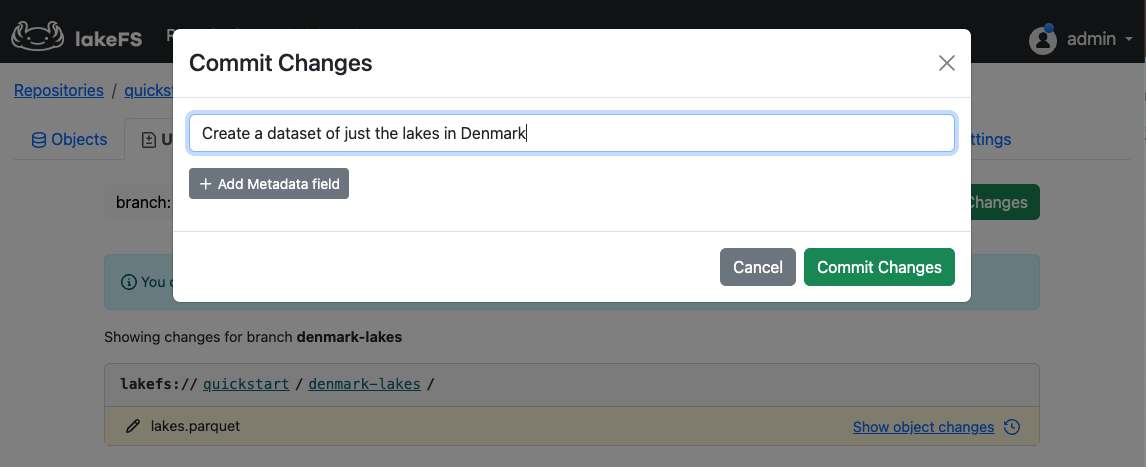 lakeFS
admin
Commit Changes
Repositories /
Create a dataset of just the lakes in Denmark
Objects
+ Add Metadata field
branch:
Changes
Cancel
Commit Changes
You
Showing changes for branch denmark-lakes
lakefs:// quickstart / denmark-lakes /
lakes.parquet
Show object changes